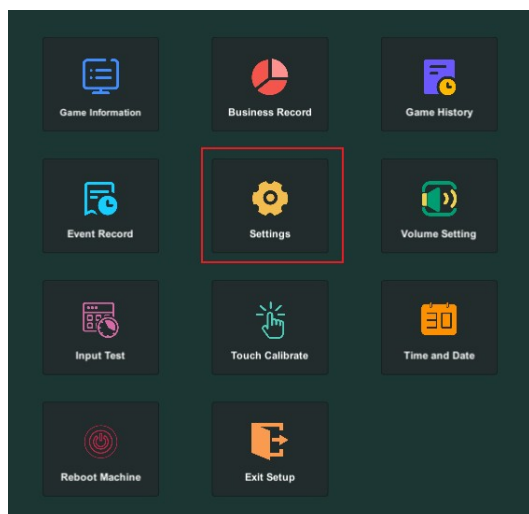 Game Information
Business Record
Game History
Event Record
Settings
Volume Setting
Input Test
Touch Calibrate
30
Time and Date
Reboot Machine
Exit Setup